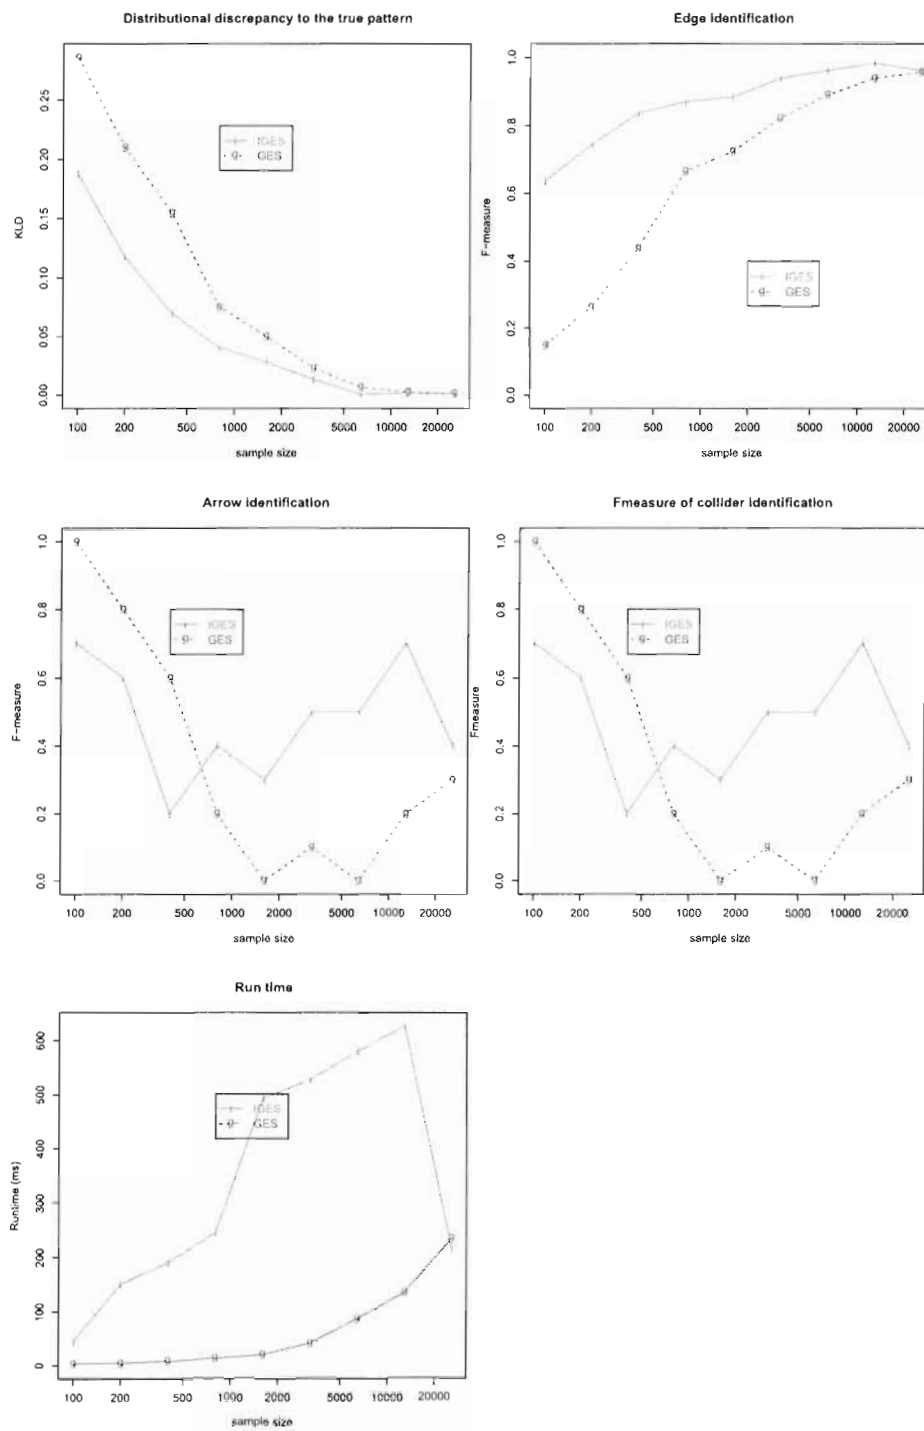 Distributional discrepancy to the true pattern
KLD
0.25
0.20
0.15
0.10
0.05
0.00
IGES
g GES
100 200 500 1000 2000 5000 10000 20000
sample size
Edge identification
F-measure
1.0
0.8
0.6
0.4
0.2
0.0
IGES
g GES
100 200 500 1000 2000 5000 10000 20000
sample size
Arrow identification
F-measure
1.0
0.8
0.6
0.4
0.2
0.0
IGES
g GES
100 200 500 1000 2000 5000 10000 20000
sample size
Fmeasure of collider identification
Fmeasure
1.0
0.8
0.6
0.4
0.2
0.0
IGES
g GES
100 200 500 1000 2000 5000 10000 20000
sample size
Run time
Runtime (ms)
600
500
400
300
200
100
0
IGES
g GES
100 200 500 1000 2000 5000 10000 20000
sample size